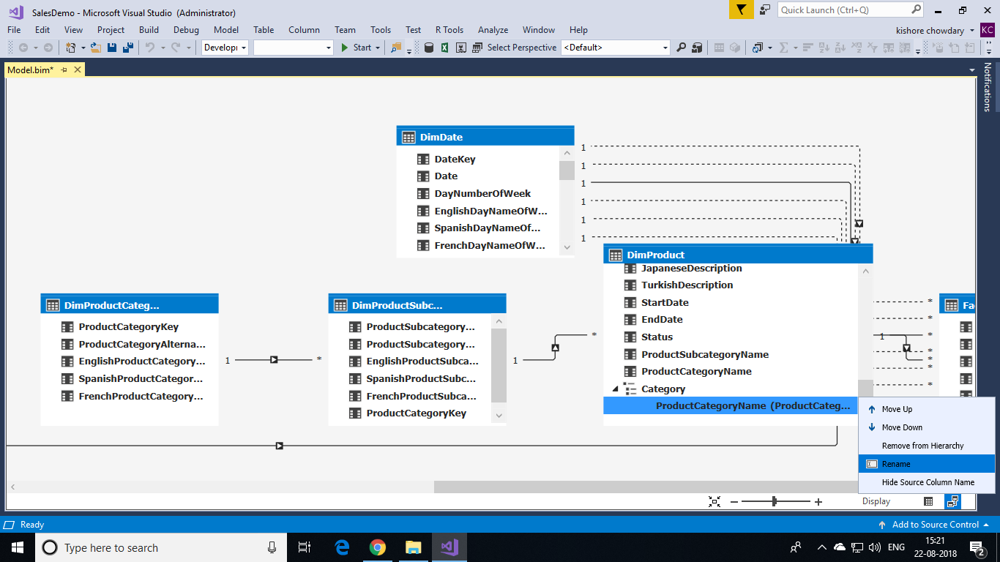 SalesDemo - Microsoft Visual Studio (Administrator)
Quick Launch (Ctrl+Q)
File Edit View Project Build Debug Model Table Column Team Tools Test R Tools Analyze Window Help
kishore chowdary KC
Developi Start Select Perspective <Default>
Model.bim*
Notifications
DimDate
DateKey
Date
DayNumberOfWeek
EnglishDayNameOfW...
SpanishDayNameOf...
FrenchDayNameOfW...
1
1
1
1
1
1
DimProductCateg...
ProductCategoryKey
ProductCategoryAlterna...
EnglishProductCategory...
SpanishProductCategor...
FrenchProductCategory...
1 *
DimProductSubc...
ProductSubcategory...
ProductSubcategory...
EnglishProductSubca...
SpanishProductSubc...
FrenchProductSubca...
ProductCategoryKey
1 *
DimProduct
JapaneseDescription
TurkishDescription
StartDate
EndDate
Status
ProductSubcategoryName
ProductCategoryName
Category
ProductCategoryName (ProductCateg...
*
*
1 *
*
*
*
*
Fa
Move Up
Move Down
Remove from Hierarchy
Rename
Hide Source Column Name
Display
Ready
Add to Source Control
Type here to search
ENG
15:21
22-08-2018
2